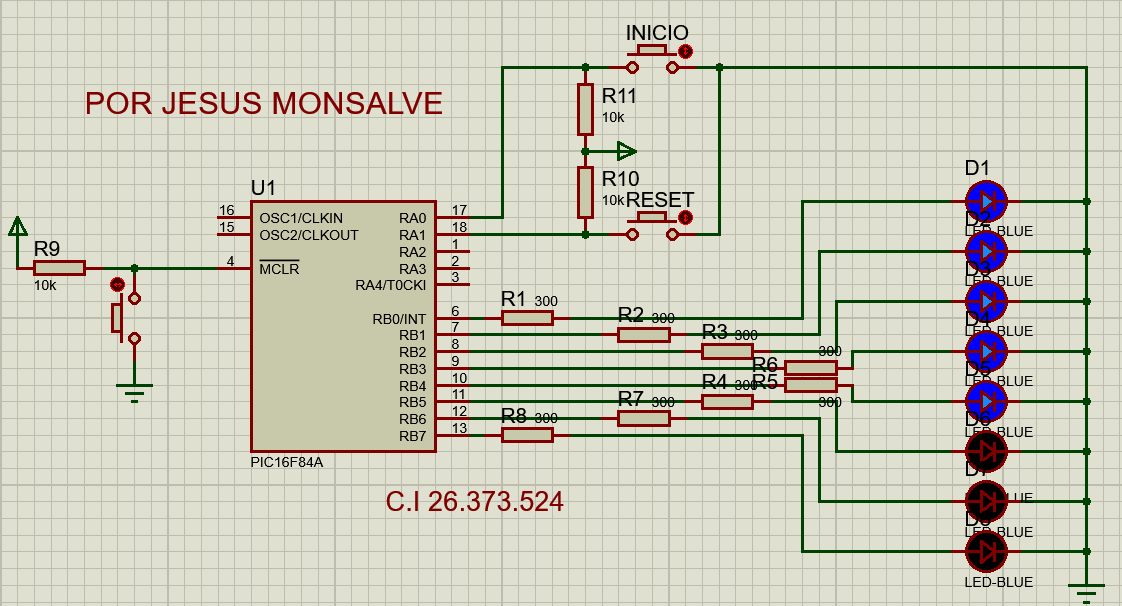 INICIO
POR JESUS MONSALVE
R11
10k
R10
10k
RESET
U1
16 OSC1/CLKIN RA0 17
15 OSC2/CLKOUT RA1 18
RA2 1
4 MCLR RA3 2
RA4/T0CKI 3
RB0/INT 6
RB1 7
RB2 8
RB3 9
RB4 10
RB5 11
RB6 12
RB7 13
PIC16F84A
R9
10k
R1 300
R2 300
R3 300
R6 300
R4 300
R5 300
R7 300
R8 300
D1
LED-BLUE
D2
LED-BLUE
D3
LED-BLUE
D4
LED-BLUE
D5
LED-BLUE
D6
LED-BLUE
D7
LED-BLUE
LED-BLUE
C.I 26.373.524